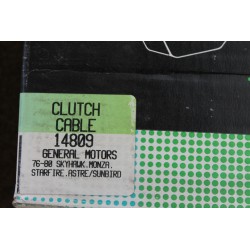 CLUTCH
CABLE
14809
GENERAL MOTORS
76-80 SKYHAWK.MONZA.
STARFIRE.ASTRE/SUNBIRD